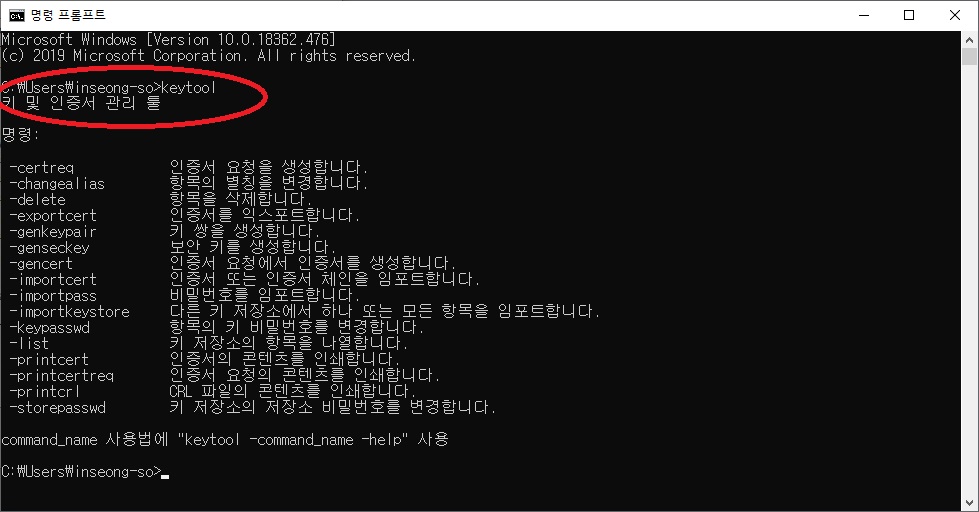 명령 프롬프트
Microsoft Windows [Version 10.0.18362.476]
(c) 2019 Microsoft Corporation. All rights reserved.
C:\Users\inseong-so>keytool
키 및 인증서 관리 툴
명령:
-certreq 인증서 요청을 생성합니다.
-changealias 항목의 별칭을 변경합니다.
-delete 항목을 삭제합니다.
-exportcert 인증서를 익스포트합니다.
-genkeypair 키 쌍을 생성합니다.
-genseckey 보안 키를 생성합니다.
-gencert 인증서 요청에서 인증서를 생성합니다.
-importcert 인증서 또는 인증서 체인을 임포트합니다.
-importpass 비밀번호를 임포트합니다.
-importkeystore 다른 키 저장소에서 하나 또는 모든 항목을 임포트합니다.
-keypasswd 항목의 키 비밀번호를 변경합니다.
-list 키 저장소의 항목을 나열합니다.
-printcert 인증서의 콘텐츠를 인쇄합니다.
-printcertreq 인증서 요청의 콘텐츠를 인쇄합니다.
-printcrl CRL 파일의 콘텐츠를 인쇄합니다.
-storepasswd 키 저장소의 저장소 비밀번호를 변경합니다.
command_name 사용법에 "keytool -command_name -help" 사용
C:₩Users₩inseong-so>